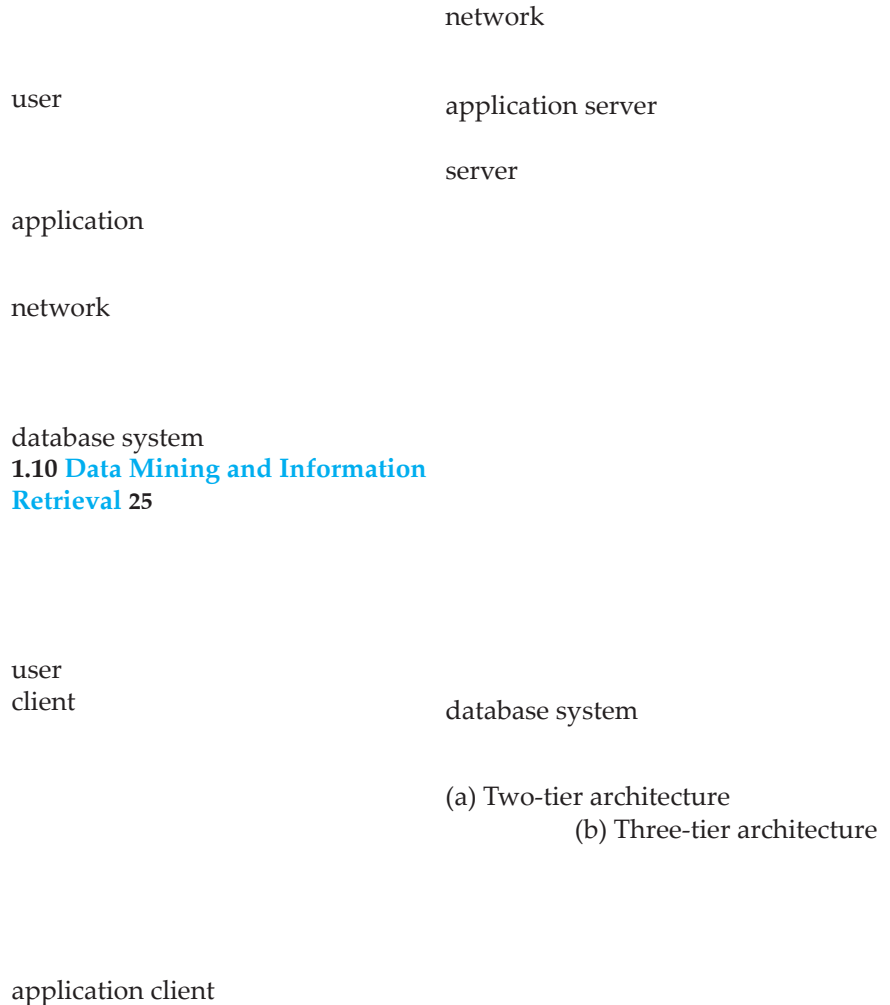 user
application
network
database system
1.10 Data Mining and Information
Retrieval 25
user
client
application client
network
application server
server
database system
(a) Two-tier architecture
(b) Three-tier architecture